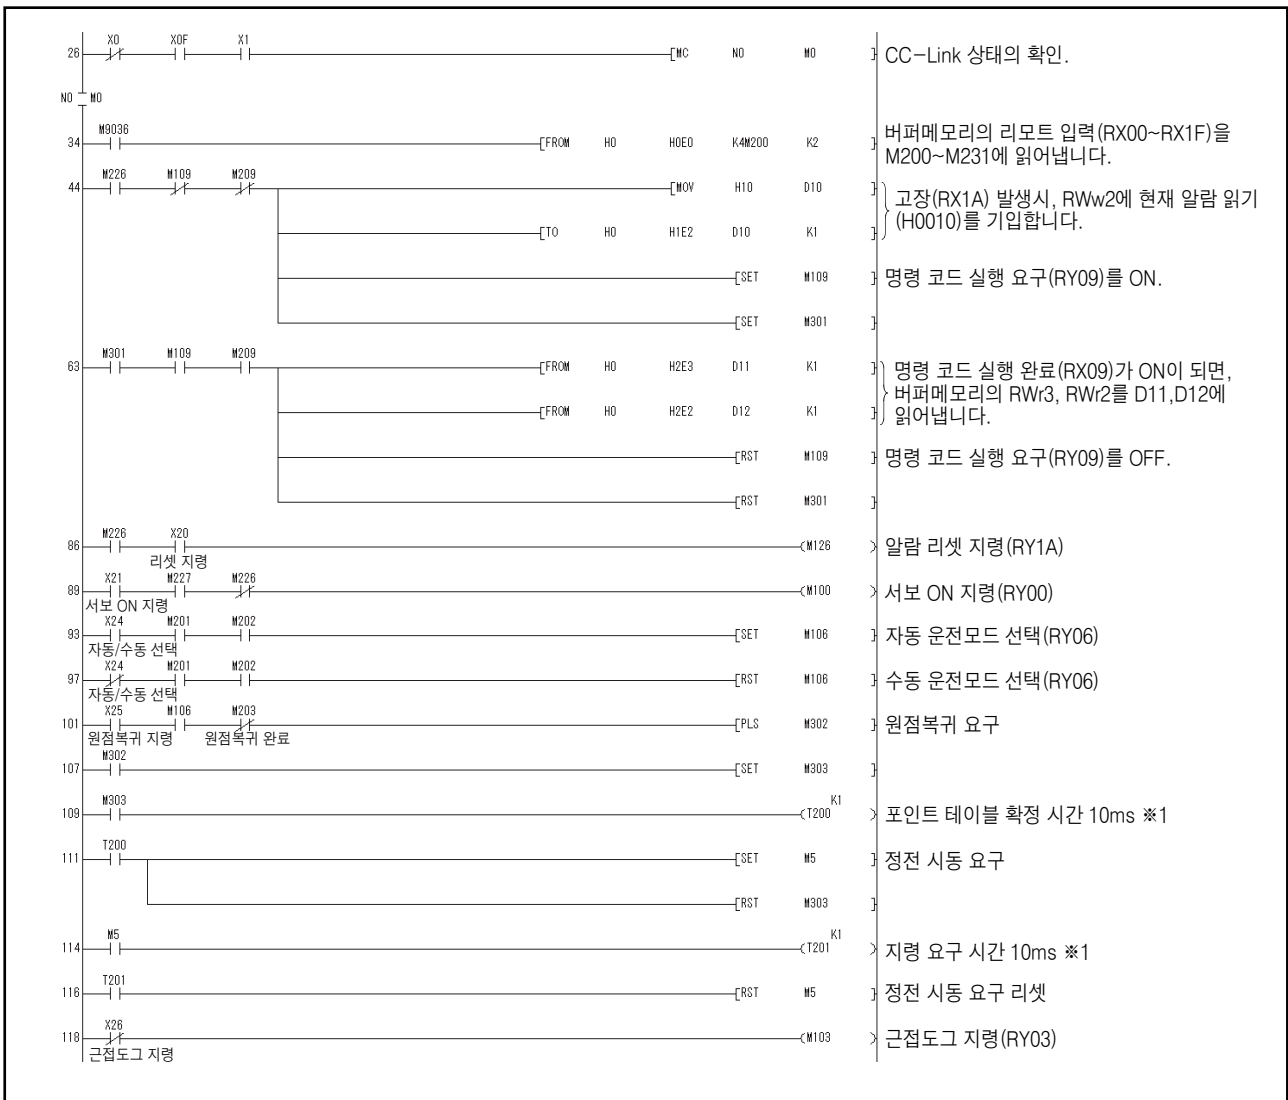 X0 X0F X1
26 [MC N0 M0 ] CC-Link 상태의 확인.
N0 M0
M9036
34 [FROM H0 H0E0 K4M200 K2 ] 버퍼메모리의 리모트 입력(RX00~RX1F)을
M200~M231에 읽어냅니다.
M226 M109 M209
44 [MOV H10 D10 ] 고장(RX1A) 발생시, RWw2에 현재 알람 읽기
(H0010)를 기입합니다.
[TO H0 H1E2 D10 K1 ]
[SET M109 ] 명령 코드 실행 요구(RY09)를 ON.
[SET M301 ]
M301 M109 M209
63 [FROM H0 H2E3 D11 K1 ] 명령 코드 실행 완료(RX09)가 ON이 되면,
버퍼메모리의 RWr3, RWr2를 D11,D12에
[FROM H0 H2E2 D12 K1 ] 읽어냅니다.
[RST M109 ] 명령 코드 실행 요구(RY09)를 OFF.
[RST M301 ]
M226 X20
86 (M126 ) 알람 리셋 지령(RY1A)
리셋 지령
X21 M227 M226
89 (M100 ) 서보 ON 지령(RY00)
서보 ON 지령
X24 M201 M202
93 [SET M106 ] 자동 운전모드 선택(RY06)
자동/수동 선택
X24 M201 M202
97 [RST M106 ] 수동 운전모드 선택(RY06)
자동/수동 선택
X25 M106 M203
101 [PLS M302 ] 원점복귀 요구
원점복귀 지령 원점복귀 완료
M302
107 [SET M303 ]
M303 K1
109 (T200 ) 포인트 테이블 확정 시간 10ms ※1
T200
111 [SET M5 ] 정전 시동 요구
[RST M303 ]
M5 K1
114 (T201 ) 지령 요구 시간 10ms ※1
T201
116 [RST M5 ] 정전 시동 요구 리셋
X26
118 (M103 ) 근접도그 지령(RY03)
근접도그 지령